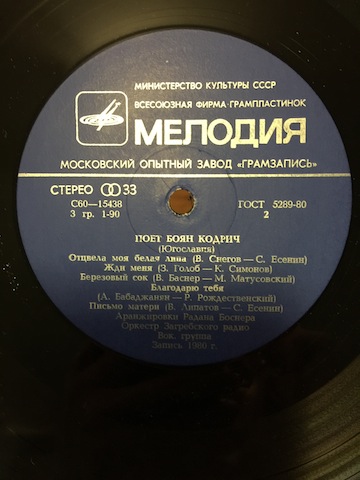 МИНИСТЕРСТВО КУЛЬТУРЫ СССР
ВСЕСОЮЗНАЯ ФИРМА·ГРАМПЛАСТИНОК
МЕЛОДИЯ
МОСКОВСКИЙ ОПЫТНЫЙ ЗАВОД «ГРАМЗАПИСЬ»
СТЕРЕО 33
С60—15438
3 гр. 1-90
ГОСТ 5289-80
2
ПОЕТ БОЯН КОДРИЧ
(Югославия)
Отцвела моя белая липа (В. Снегов — С. Есенин)
Жди меня (З. Голоб — К. Симонов)
Березовый сок (В. Баснер — М. Матусовский)
Благодарю тебя
(А. Бабаджанян — Р. Рождественский)
Письмо матери (В. Липатов — С. Есенин)
Аранжировки Радана Боснера
Оркестр Загребского радио
Вок. группа
Запись 1980 г.